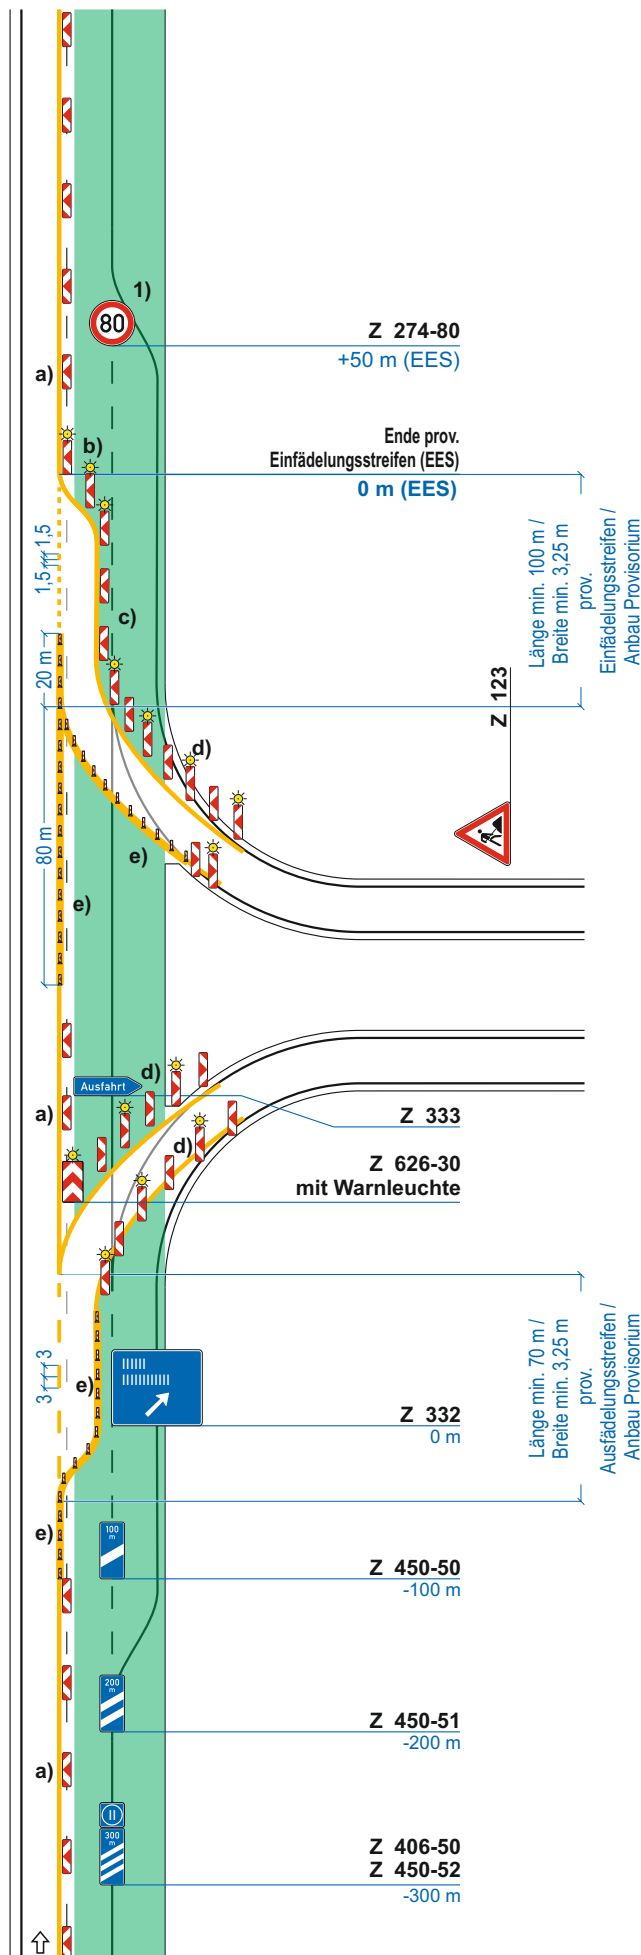 1)
80
Z 274-80
+50 m (EES)
a)
b)
Ende prov.
Einfädelungsstreifen (EES)
0 m (EES)
1,5
1,5
c)
Länge min. 100 m /
Breite min. 3,25 m
prov.
Einfädelungsstreifen /
Anbau Provisorium
20 m
Z 123
d)
80 m
e)
e)
d)
Ausfahrt
a)
Z 333
d)
Z 626-30
mit Warnleuchte
3
3
e)
Länge min. 70 m /
Breite min. 3,25 m
prov.
Ausfädelungsstreifen /
Anbau Provisorium
Z 332
0 m
e)
100
m
Z 450-50
-100 m
200
m
Z 450-51
-200 m
a)
300
m
Z 406-50
Z 450-52
-300 m